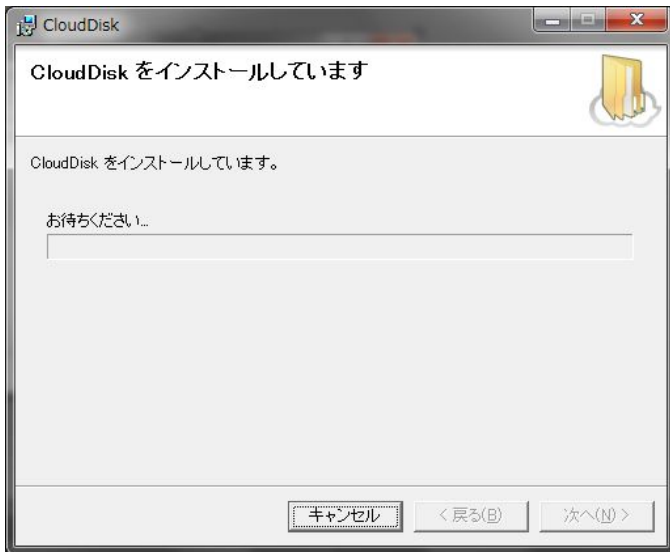 CloudDisk
CloudDisk をインストールしています
CloudDisk をインストールしています。
お待ちください...
キャンセル
< 戻る(B)
次へ(N) >